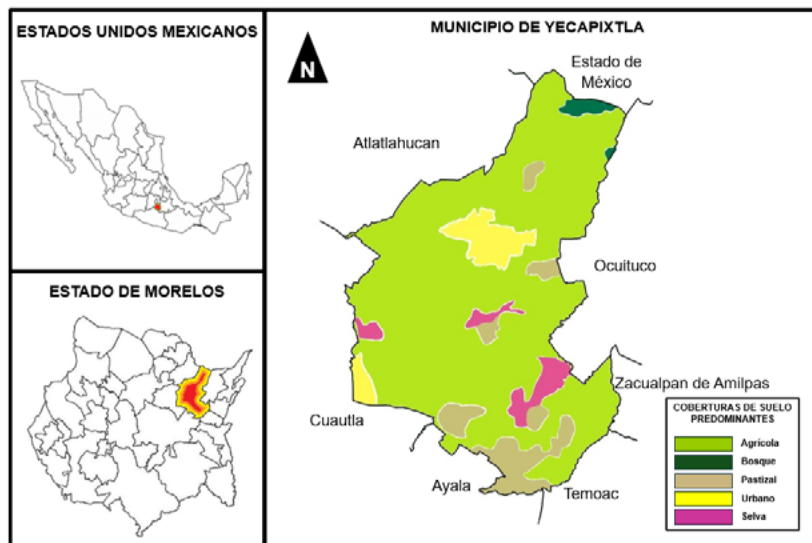 ESTADOS UNIDOS MEXICANOS
ESTADO DE MORELOS
MUNICIPIO DE YECAPIXTLA
N
Estado de
México
Atlatlahucan
Ocuituco
Zacualpan de Amilpas
Cuautla
Ayala
Temoac
COBERTURAS DE SUELO
PREDOMINANTES
Agrícola
Bosque
Pastizal
Urbano
Selva